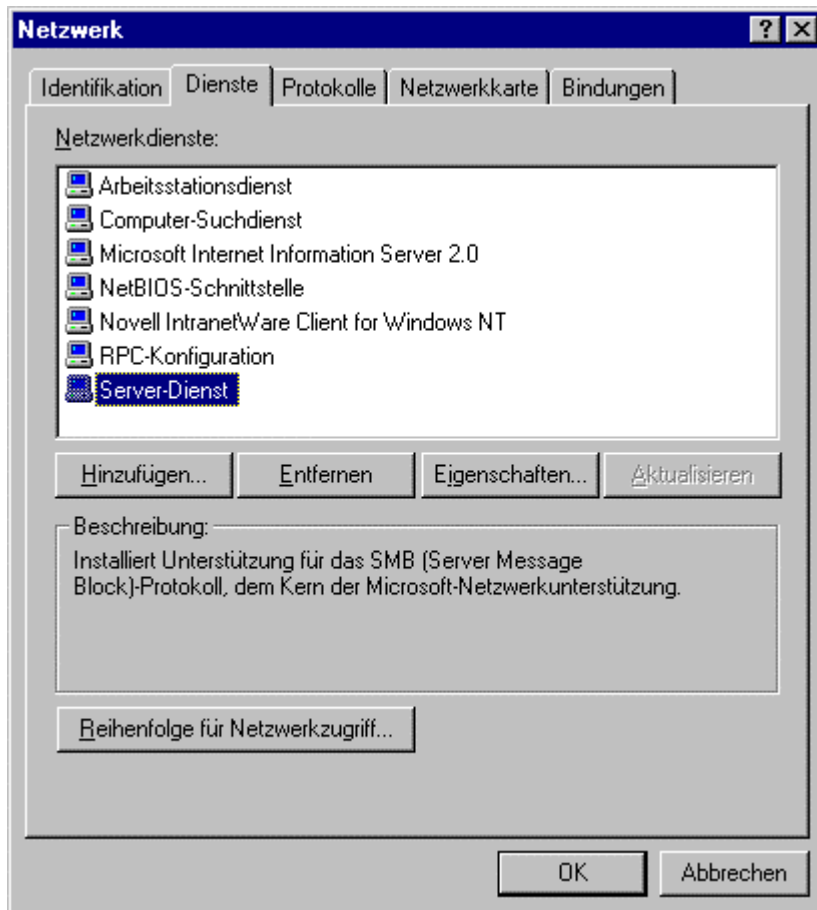 Netzwerk
Identifikation Dienste Protokolle Netzwerkkarte Bindungen
Netzwerkdienste:
Arbeitsstationsdienst
Computer-Suchdienst
Microsoft Internet Information Server 2.0
NetBIOS-Schnittstelle
Novell IntranetWare Client for Windows NT
RPC-Konfiguration
Server-Dienst
Hinzufügen... Entfernen Eigenschaften... Aktualisieren
Beschreibung:
Installiert Unterstützung für das SMB (Server Message
Block)-Protokoll, dem Kern der Microsoft-Netzwerkunterstützung.
Reihenfolge für Netzwerkzugriff...
OK Abbrechen